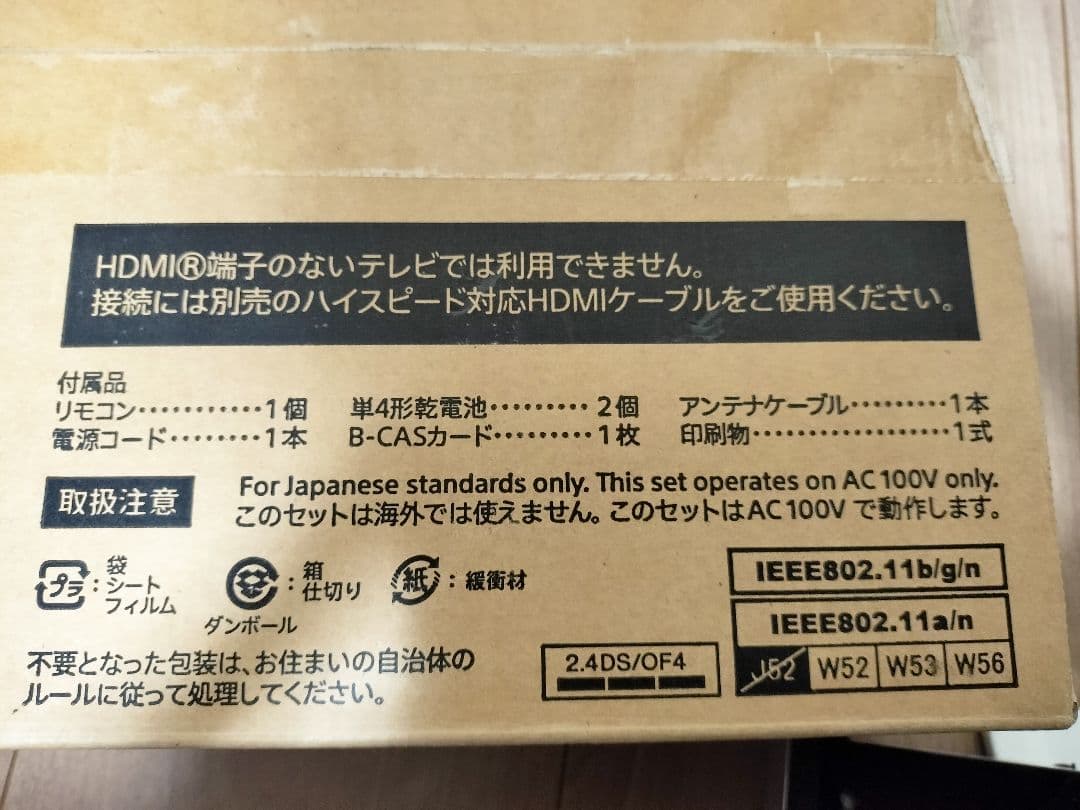 HDMI®端子のないテレビでは利用できません。
接続には別売のハイスピード対応HDMIケーブルをご使用ください。
付属品
リモコン・・・・・・・・・・・1個 単4形乾電池・・・・・・・・・2個 アンテナケーブル・・・・・・・・・1本
電源コード・・・・・・・・1本 B-CASカード・・・・・・・・・1枚 印刷物・・・・・・・・・・・・・・・・・・1式
取扱注意
For Japanese standards only. This set operates on AC 100V only.
このセットは海外では使えません。このセットはAC100Vで動作します。
プラ:袋
シート
フィルム
:箱
仕切り
ダンボール
紙:緩衝材
不要となった包装は、お住まいの自治体の
ルールに従って処理してください。
2.4DS/OF4
IEEE802.11b/g/n
IEEE802.11a/n
J52 W52 W53 W56